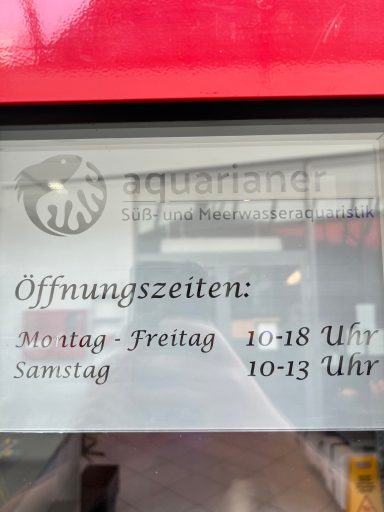 aquarianer
Süß- und Meerwasseraquaristik
Öffnungszeiten:
Montag - Freitag 10-18 Uhr
Samstag 10-13 Uhr